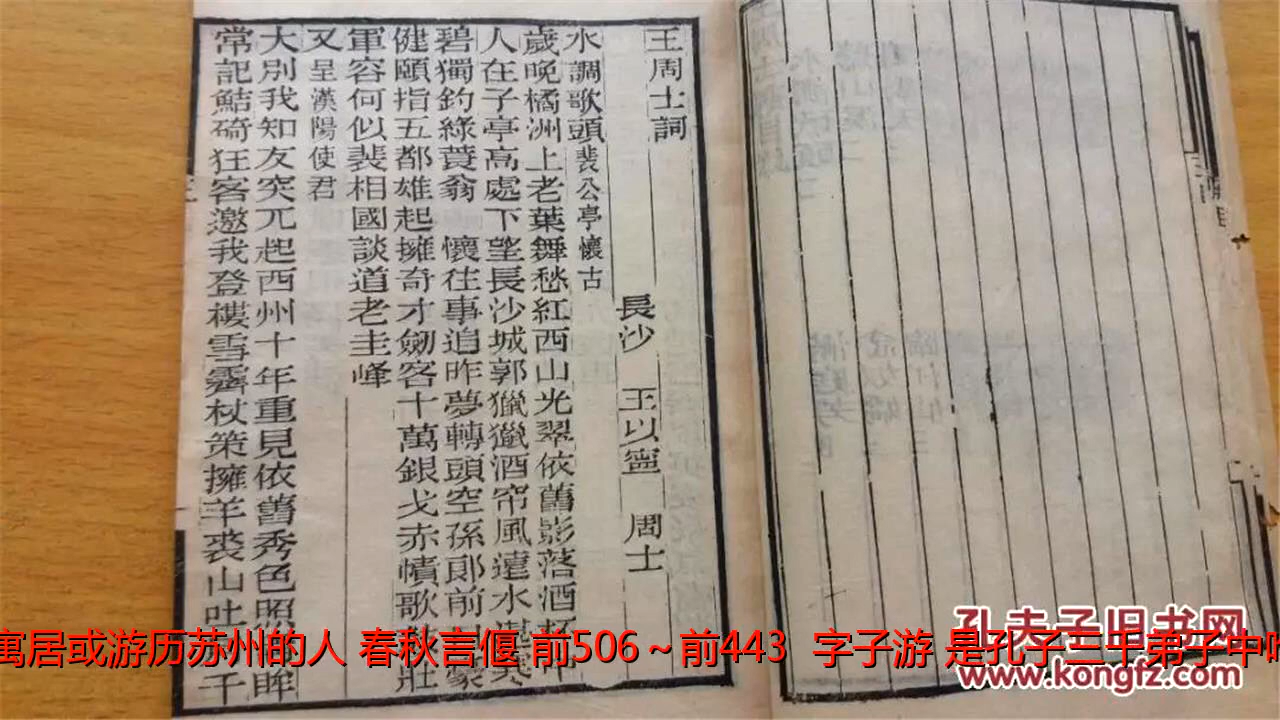 王周士詞
長沙 王以寧 周士
水調歌頭 裴公亭懷古
歲晚橘洲上老葉舞愁紅西山光翠依舊影落酒杯中
人在子亭高處下望長沙城郭獵獵酒帘風遠水
碧獨釣綠蓑翁 懷往事追昨夢轉頭空孫郎前
健頤指五都雄起擁奇才劒客十萬銀戈赤幘歌 壯
軍容何似裴相國談道老圭峰
又 呈漢陽使君
大別我知友突兀起西州十年重見依舊秀色照 眸
常記鮚碕狂客邀我登樓雪霽杖策擁羊裘山吐 千
寓居或游历苏州的人 春秋言偃 前506～前443 字子游 是孔子三千弟子中
孔夫子旧书网
www.kongfz.com